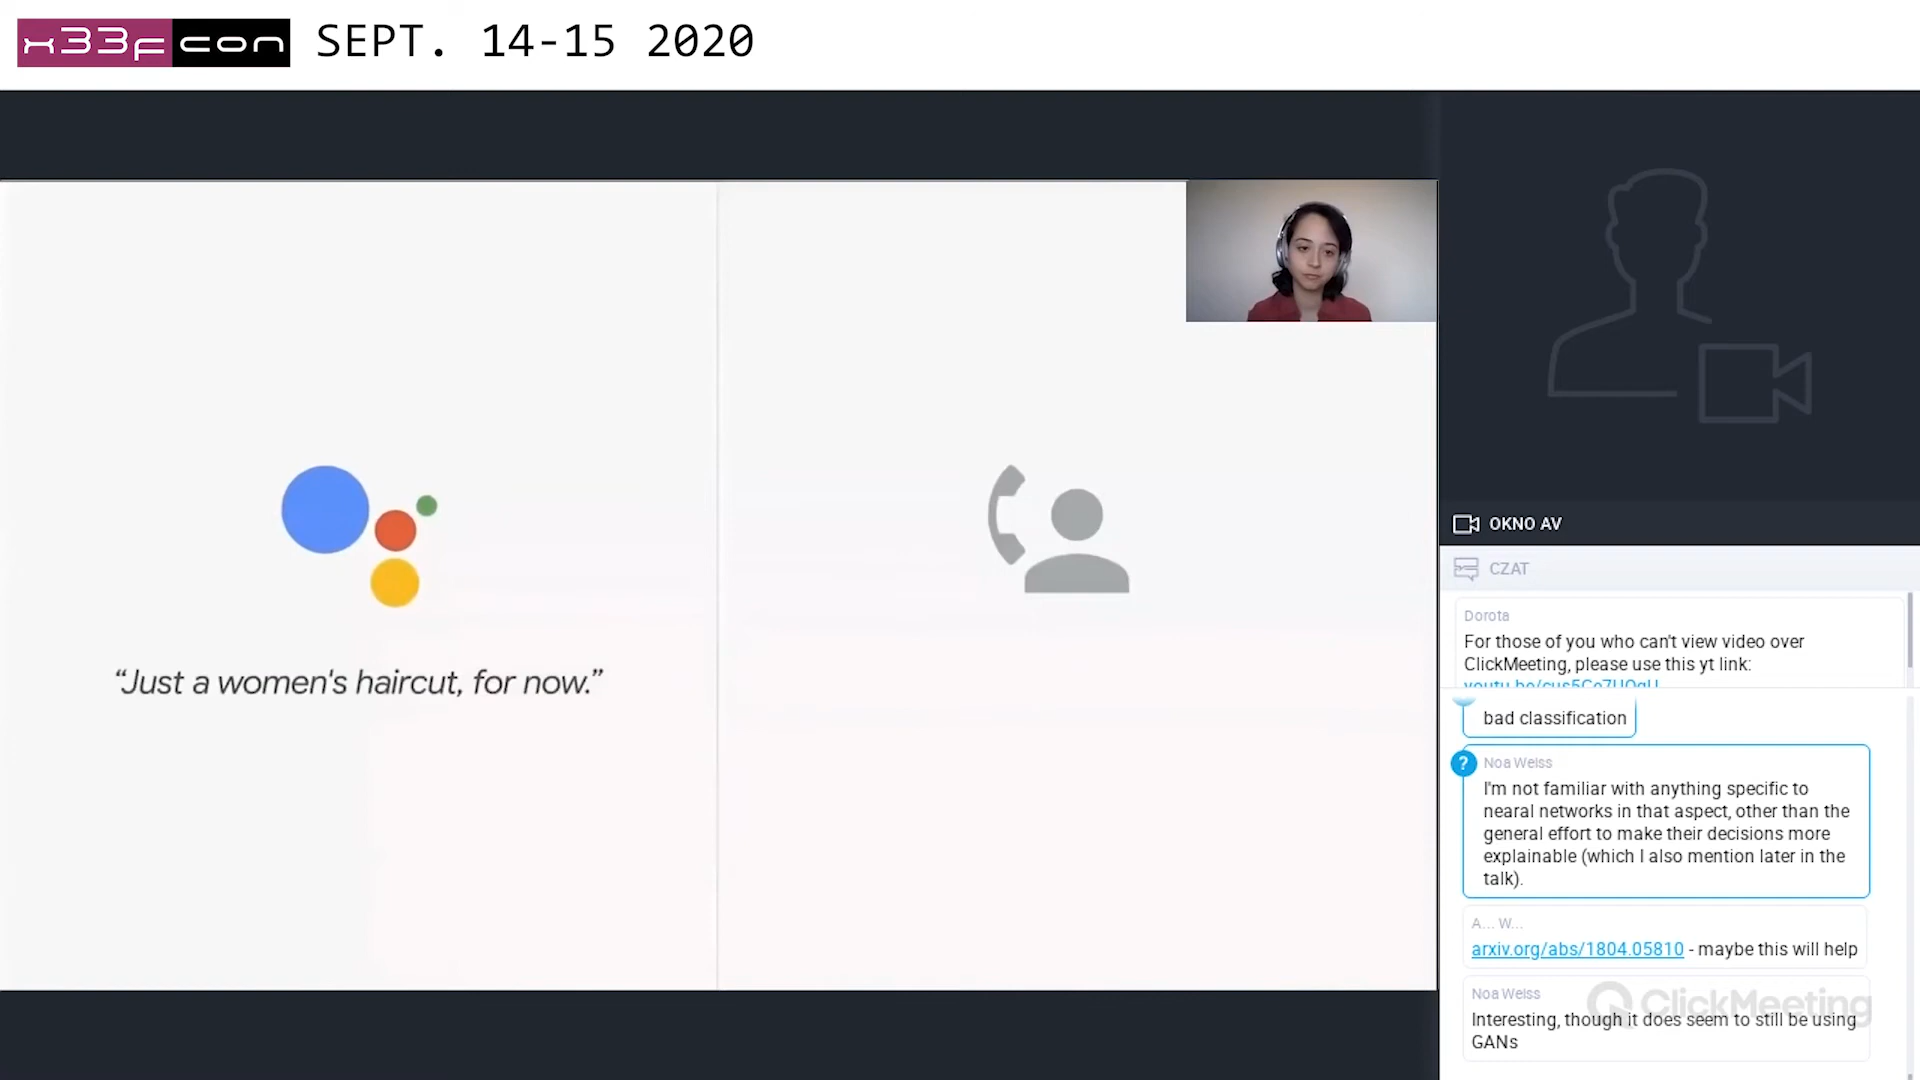 x33fcon SEPT. 14-15 2020
“Just a women's haircut, for now.”
OKNO AV
CZAT
Dorota
For those of you who can't view video over
ClickMeeting, please use this yt link:
bad classification
?
Noa Weiss
I'm not familiar with anything specific to
nearal networks in that aspect, other than the
general effort to make their decisions more
explainable (which I also mention later in the
talk).
A... W...
arxiv.org/abs/1804.05810 - maybe this will help
Noa Weiss
ClickMeeting
Interesting, though it does seem to still be using
GANs